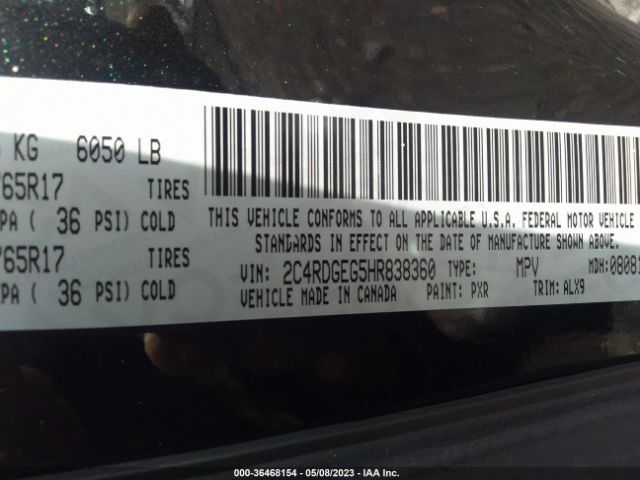 KG 6050 LB
65R17 TIRES
PA ( 36 PSI) COLD
65R17 TIRES
PA ( 36 PSI) COLD
THIS VEHICLE CONFORMS TO ALL APPLICABLE U.S.A. FEDERAL MOTOR VEHICLE
STANDARDS IN EFFECT ON THE DATE OF MANUFACTURE SHOWN ABOVE.
VIN: 2C4RDGEG5HR838360 TYPE: MPV MDH: 08081
VEHICLE MADE IN CANADA PAINT: PXR TRIM: ALX9
000-36468154 - 05/08/2023 - IAA Inc.